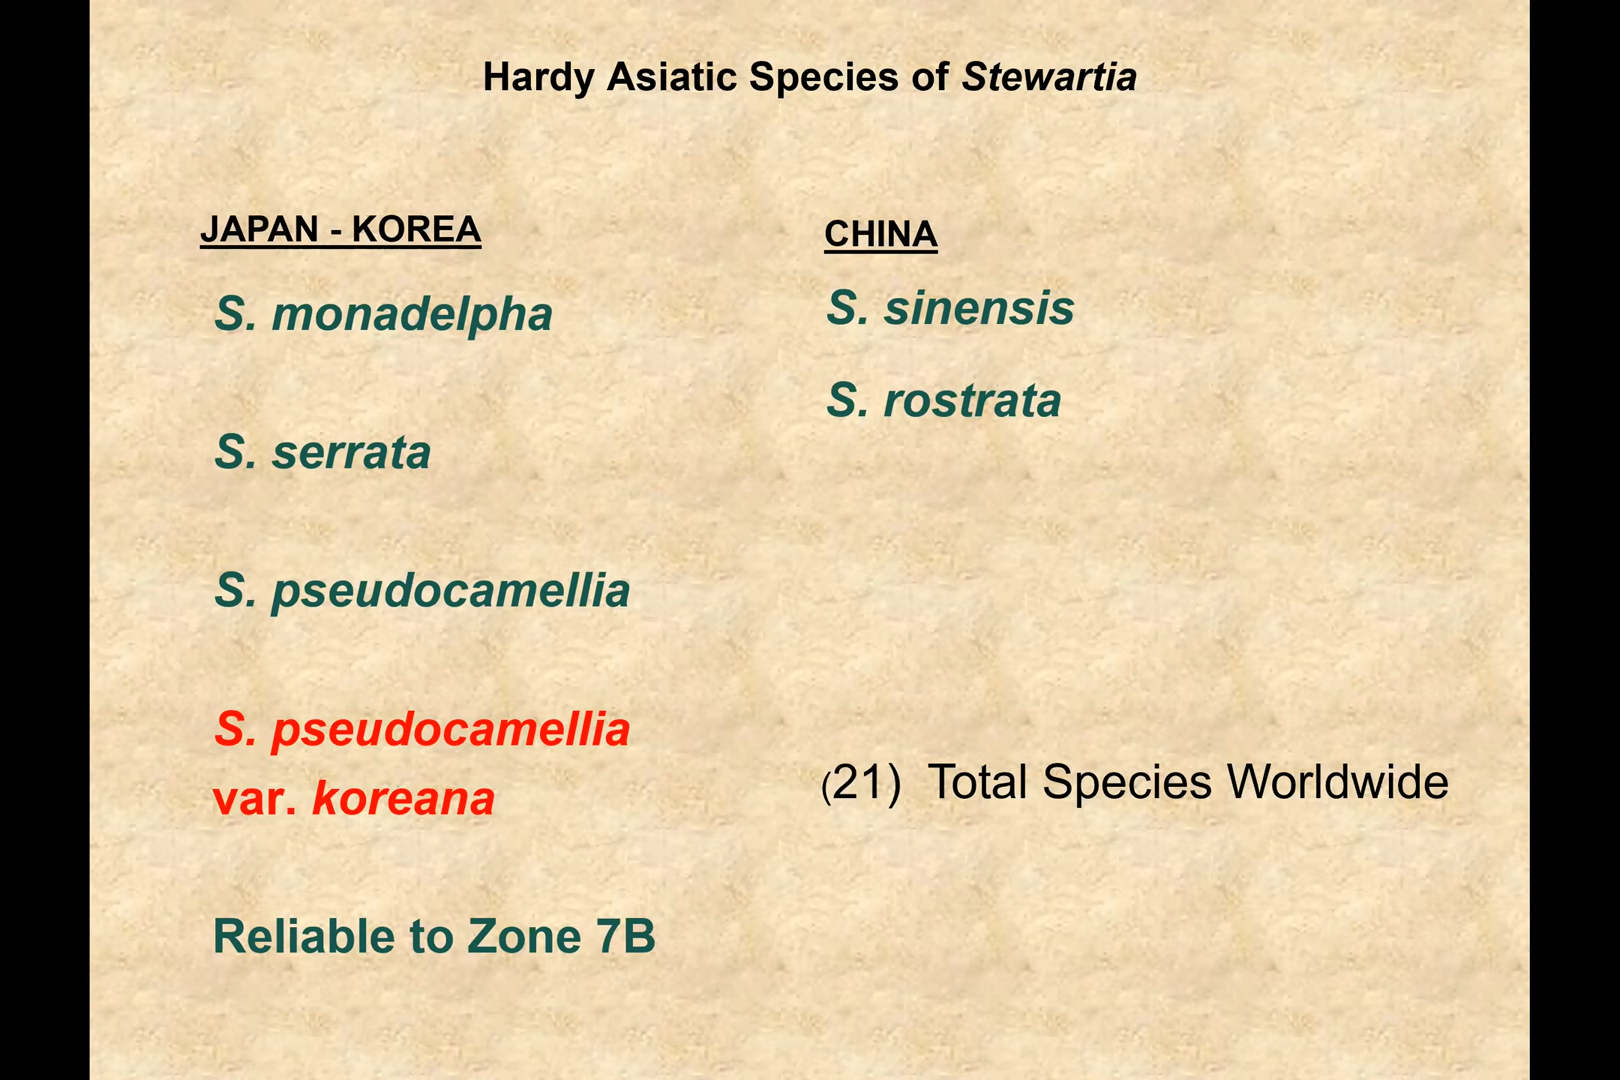 Hardy Asiatic Species of Stewartia
JAPAN - KOREA
S. monadelpha
S. serrata
S. pseudocamellia
S. pseudocamellia
var. koreana
Reliable to Zone 7B
CHINA
S. sinensis
S. rostrata
(21) Total Species Worldwide